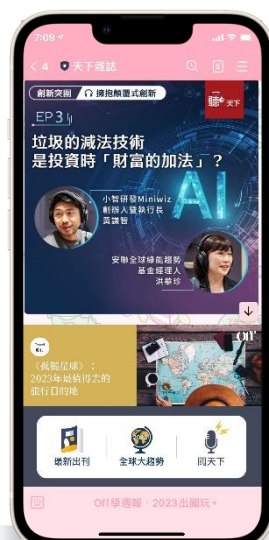 7:09
4 天下雜誌
創新突圍 擁抱顛覆式創新
聽 天下
EP 3
垃圾的減法技術
是投資時「財富的加法」?
AI
小智研發Miniwiz
創辦人暨執行長
黃謙智
安聯全球綠能趨勢
基金經理人
洪華珍
Off
《孤獨星球》:
2023年最值得去的
旅行目的地
最新出刊
全球大趨勢
問天下
Off學週報・2023出國玩